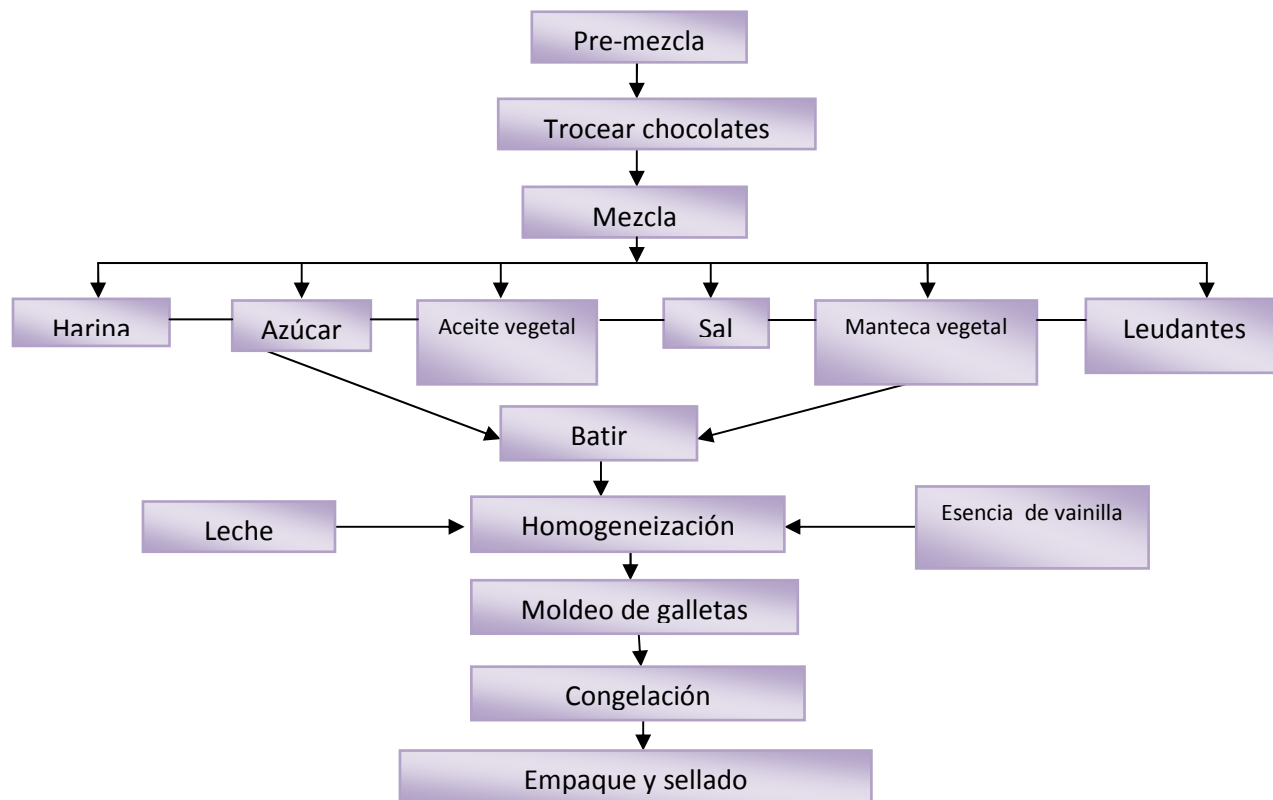 Pre-mezcla
Trocear chocolates
Mezcla
Harina
Azúcar
Aceite vegetal
Sal
Manteca vegetal
Leudantes
Batir
Leche
Homogeneización
Esencia de vainilla
Moldeo de galletas
Congelación
Empaque y sellado